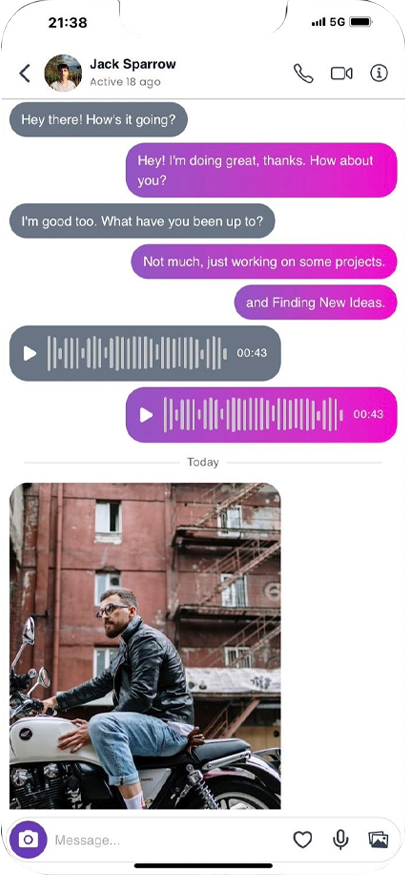 21:38
5G
Jack Sparrow
Active 18 ago
Hey there! How's it going?
Hey! I'm doing great, thanks. How about
you?
I'm good too. What have you been up to?
Not much, just working on some projects.
and Finding New Ideas.
00:43
00:43
Today
Message...